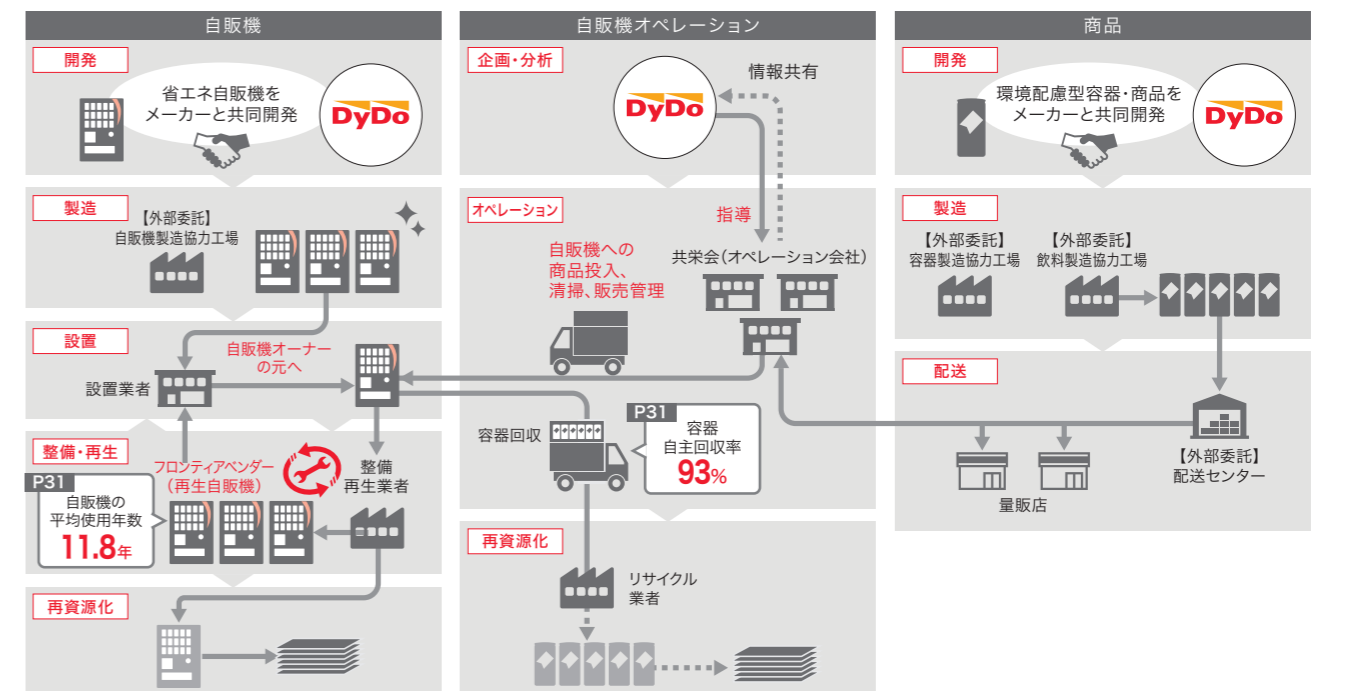 自販機
開発
省エネ自販機を
メーカーと共同開発
DyDo
製造
【外部委託】
自販機製造協力工場
設置
自販機オーナー
の元へ
設置業者
整備・再生
フロンティアベンダー
（再生自販機）
整備
再生業者
P31
自販機の
平均使用年数
11.8年
再資源化
自販機オペレーション
企画・分析
DyDo
情報共有
オペレーション
指導
自販機への
商品投入、
清掃、販売管理
共栄会（オペレーション会社）
容器回収
P31
容器
自主回収率
93%
再資源化
リサイクル
業者
商品
開発
環境配慮型容器・商品を
メーカーと共同開発
DyDo
製造
【外部委託】
容器製造協力工場
【外部委託】
飲料製造協力工場
配送
【外部委託】
配送センター
量販店